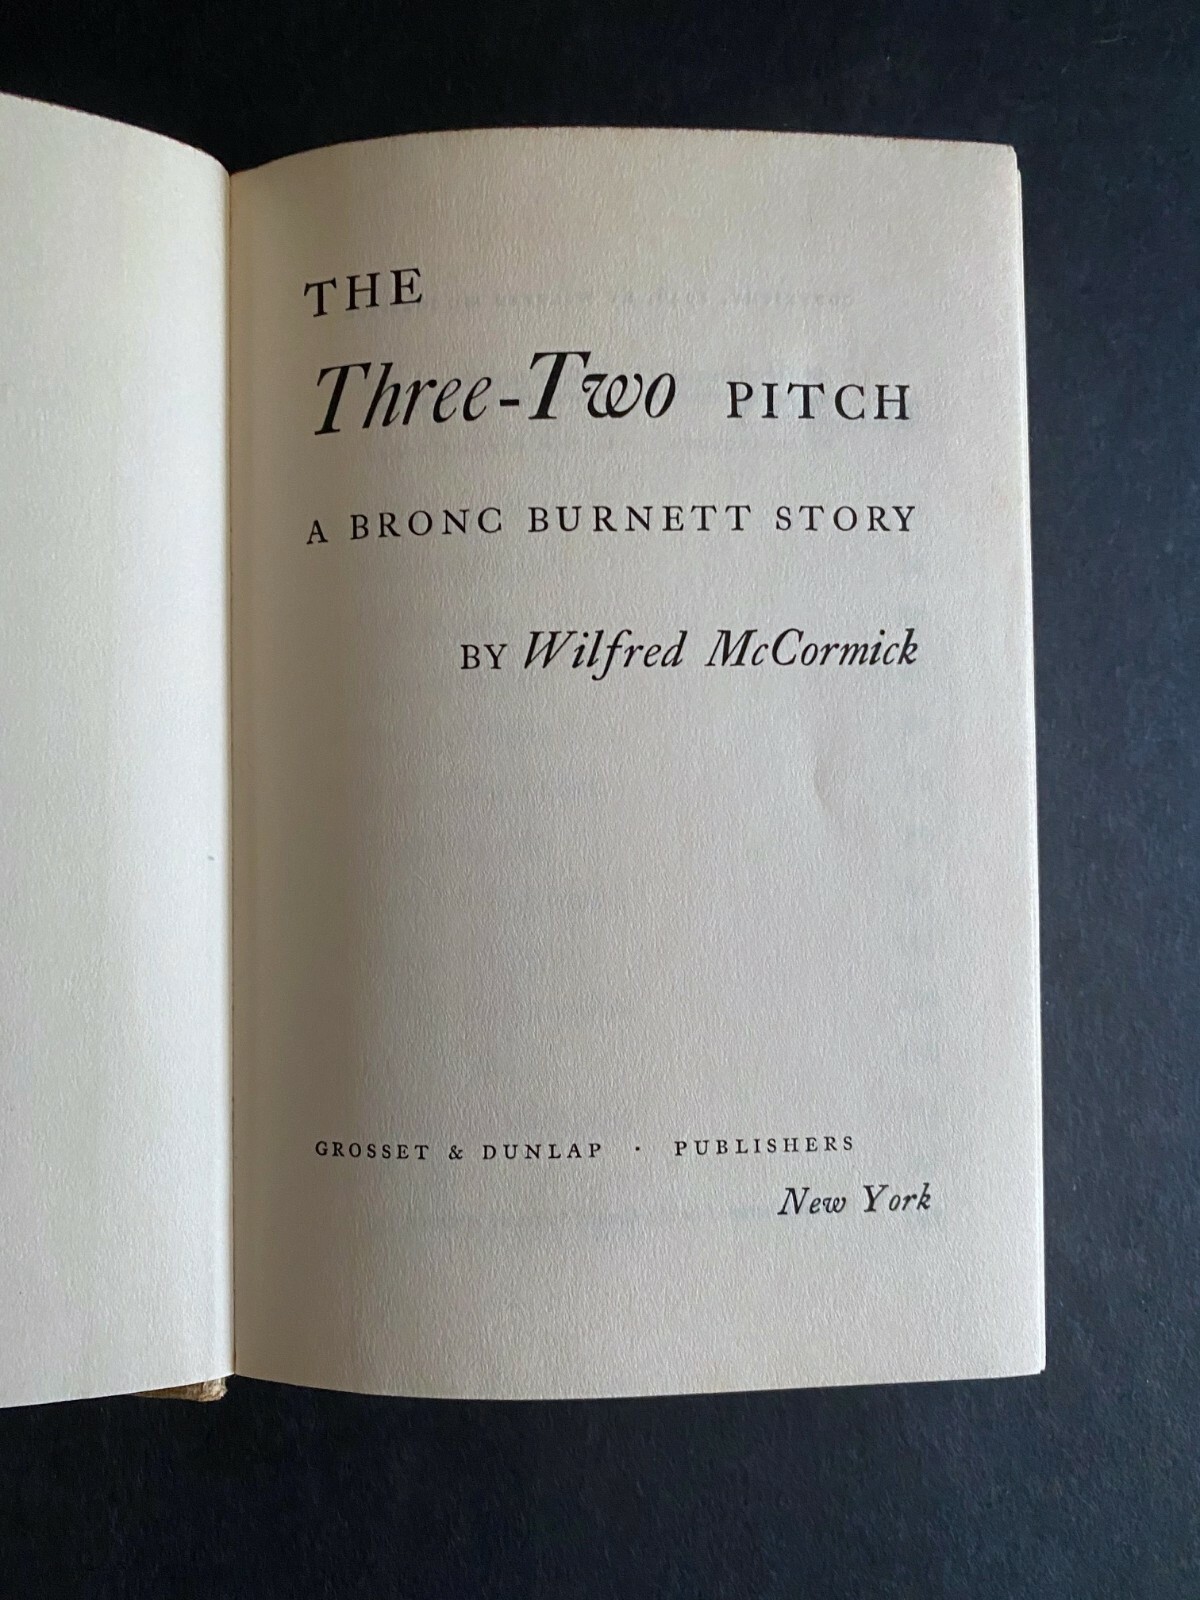 THE
Three-Two PITCH
A BRONC BURNETT STORY
BY Wilfred McCormick
GROSSET & DUNLAP · PUBLISHERS
New York